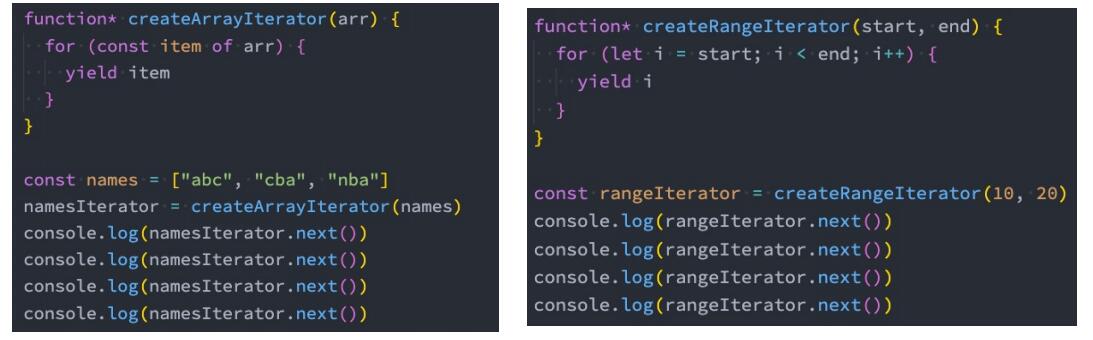 function* createArrayIterator(arr) {
  for (const item of arr) {
    yield item
  }
}
const names = ["abc", "cba", "nba"]
namesIterator = createArrayIterator(names)
console.log(namesIterator.next())
console.log(namesIterator.next())
console.log(namesIterator.next())
console.log(namesIterator.next())
function* createRangeIterator(start, end) {
  for (let i = start; i < end; i++) {
    yield i
  }
}
const rangeIterator = createRangeIterator(10, 20)
console.log(rangeIterator.next())
console.log(rangeIterator.next())
console.log(rangeIterator.next())
console.log(rangeIterator.next())